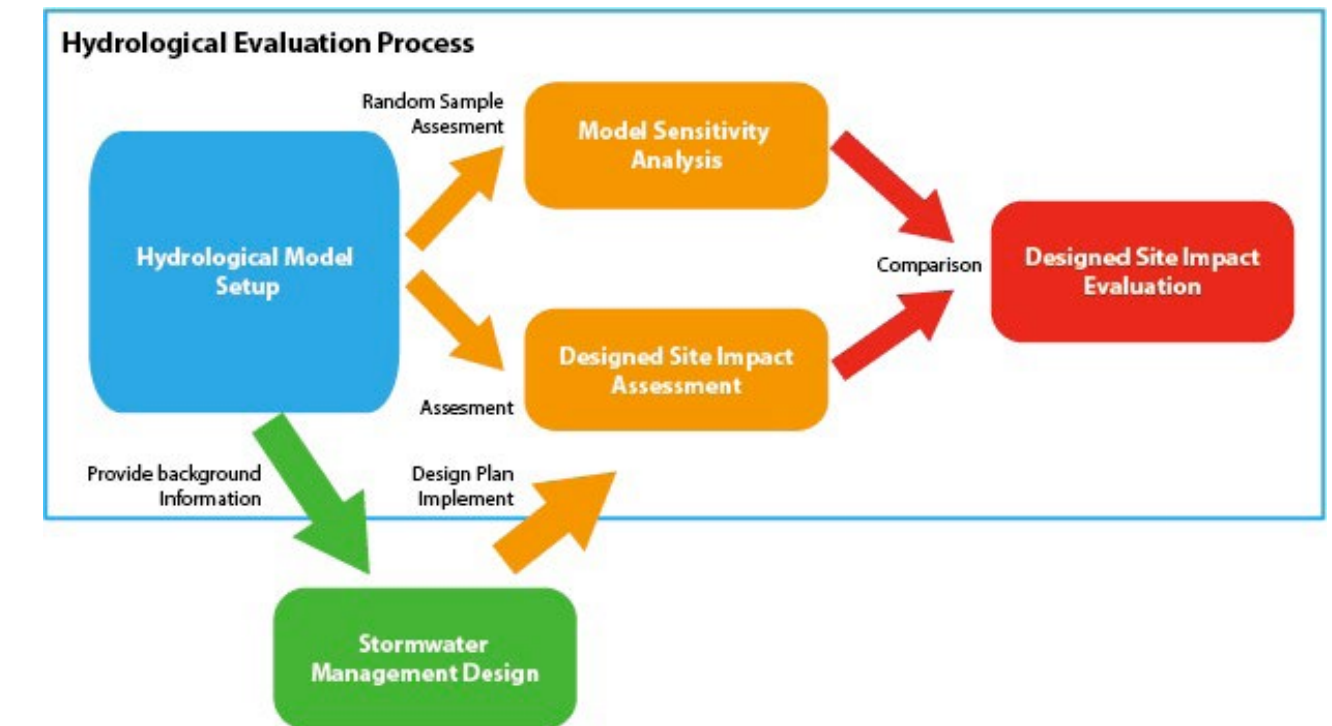 Hydrological Evaluation Process
Random Sample
Assesment
Model Sensitivity
Analysis
Hydrological Model
Setup
Comparison
Designed Site Impact
Evaluation
Designed Site Impact
Assessment
Assesment
Provide background
Information
Design Plan
Implement
Stormwater
Management Design